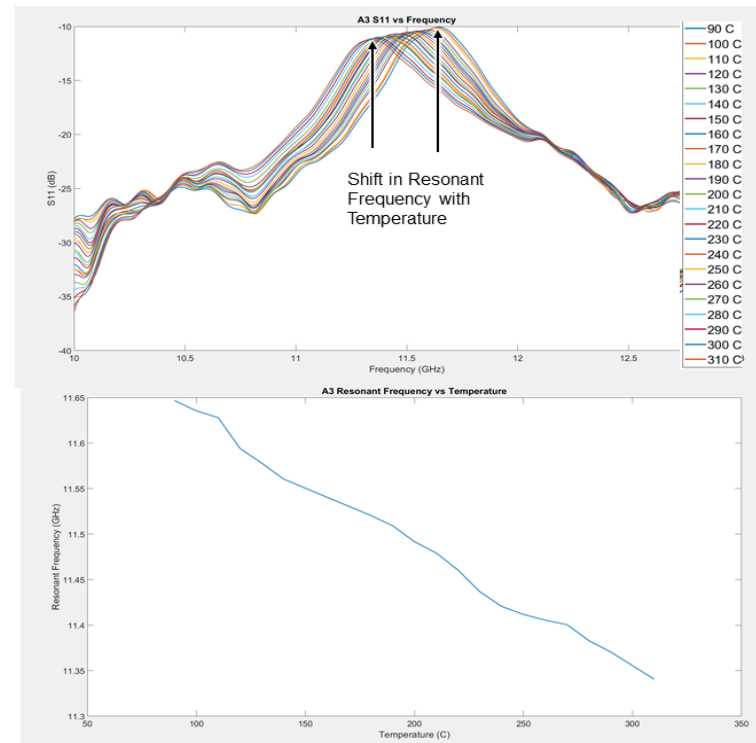 A3 S11 vs Frequency
-10
-15
-20
-25
-30
-35
-40
S11 (dB)
Shift in Resonant
Frequency with
Temperature
10
10.5
11
11.5
12
12.5
Frequency (GHz)
90 C
100 C
110 C
120 C
130 C
140 C
150 C
160 C
170 C
180 C
190 C
200 C
210 C
220 C
230 C
240 C
250 C
260 C
270 C
280 C
290 C
300 C
310 C
A3 Resonant Frequency vs Temperature
11.65
11.6
11.55
11.5
11.45
11.4
11.35
11.3
Resonant Frequency (GHz)
50
100
150
200
250
300
350
Temperature (C)